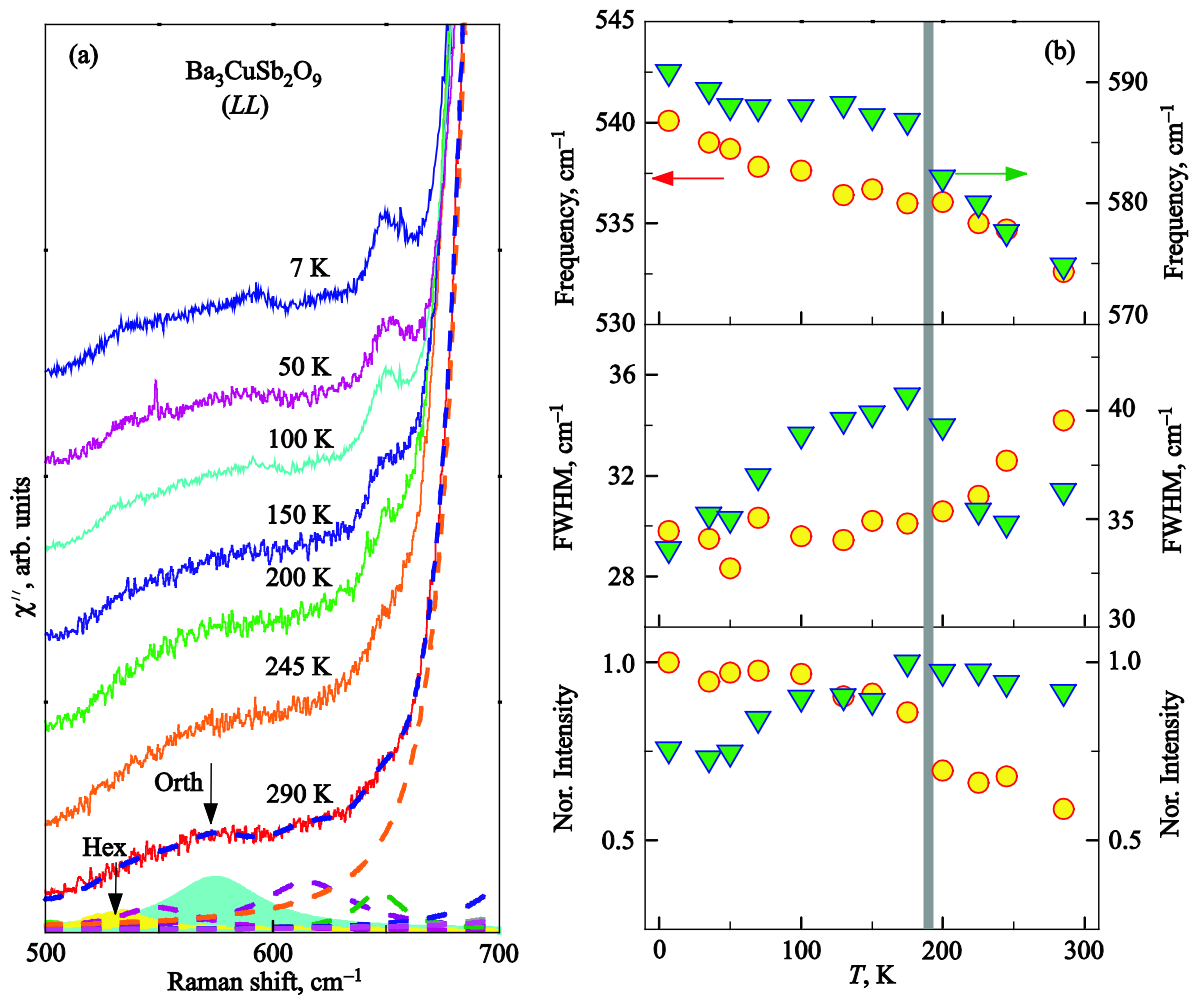 (a)
Ba₃CuSb₂O₉
(LL)
7 K
50 K
100 K
150 K
200 K
245 K
290 K
Orth
Hex
χ′′, arb. units
500
600
700
Raman shift, cm⁻¹
(b)
545
540
535
530
Frequency, cm⁻¹
590
580
570
Frequency, cm⁻¹
36
32
28
FWHM, cm⁻¹
40
35
30
FWHM, cm⁻¹
1.0
0.5
Nor. Intensity
1.0
0.5
Nor. Intensity
0
100
200
300
T, K